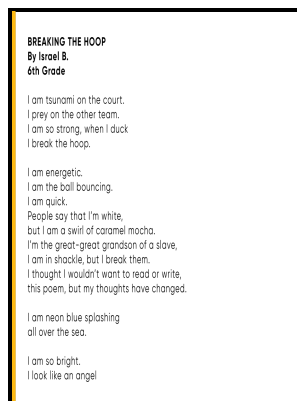 BREAKING THE HOOP
By Israel B.
6th Grade
I am tsunami on the court.
I prey on the other team.
I am so strong, when I duck
I break the hoop.
I am energetic.
I am the ball bouncing.
I am quick.
People say that I'm white,
but I am a swirl of caramel mocha.
I'm the great-great grandson of a slave,
I am in shackle, but I break them.
I thought I wouldn't want to read or write,
this poem, but my thoughts have changed.
I am neon blue splashing
all over the sea.
I am so bright.
I look like an angel